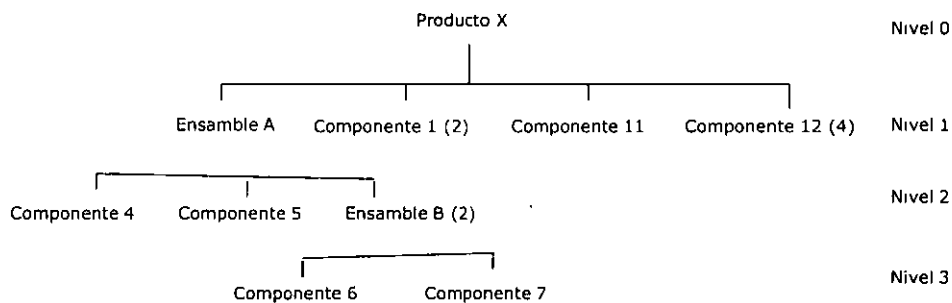 Producto X
Nivel 0
Ensamble A Componente 1 (2) Componente 11 Componente 12 (4) Nivel 1
Componente 4 Componente 5 Ensamble B (2) Nivel 2
Componente 6 Componente 7 Nivel 3